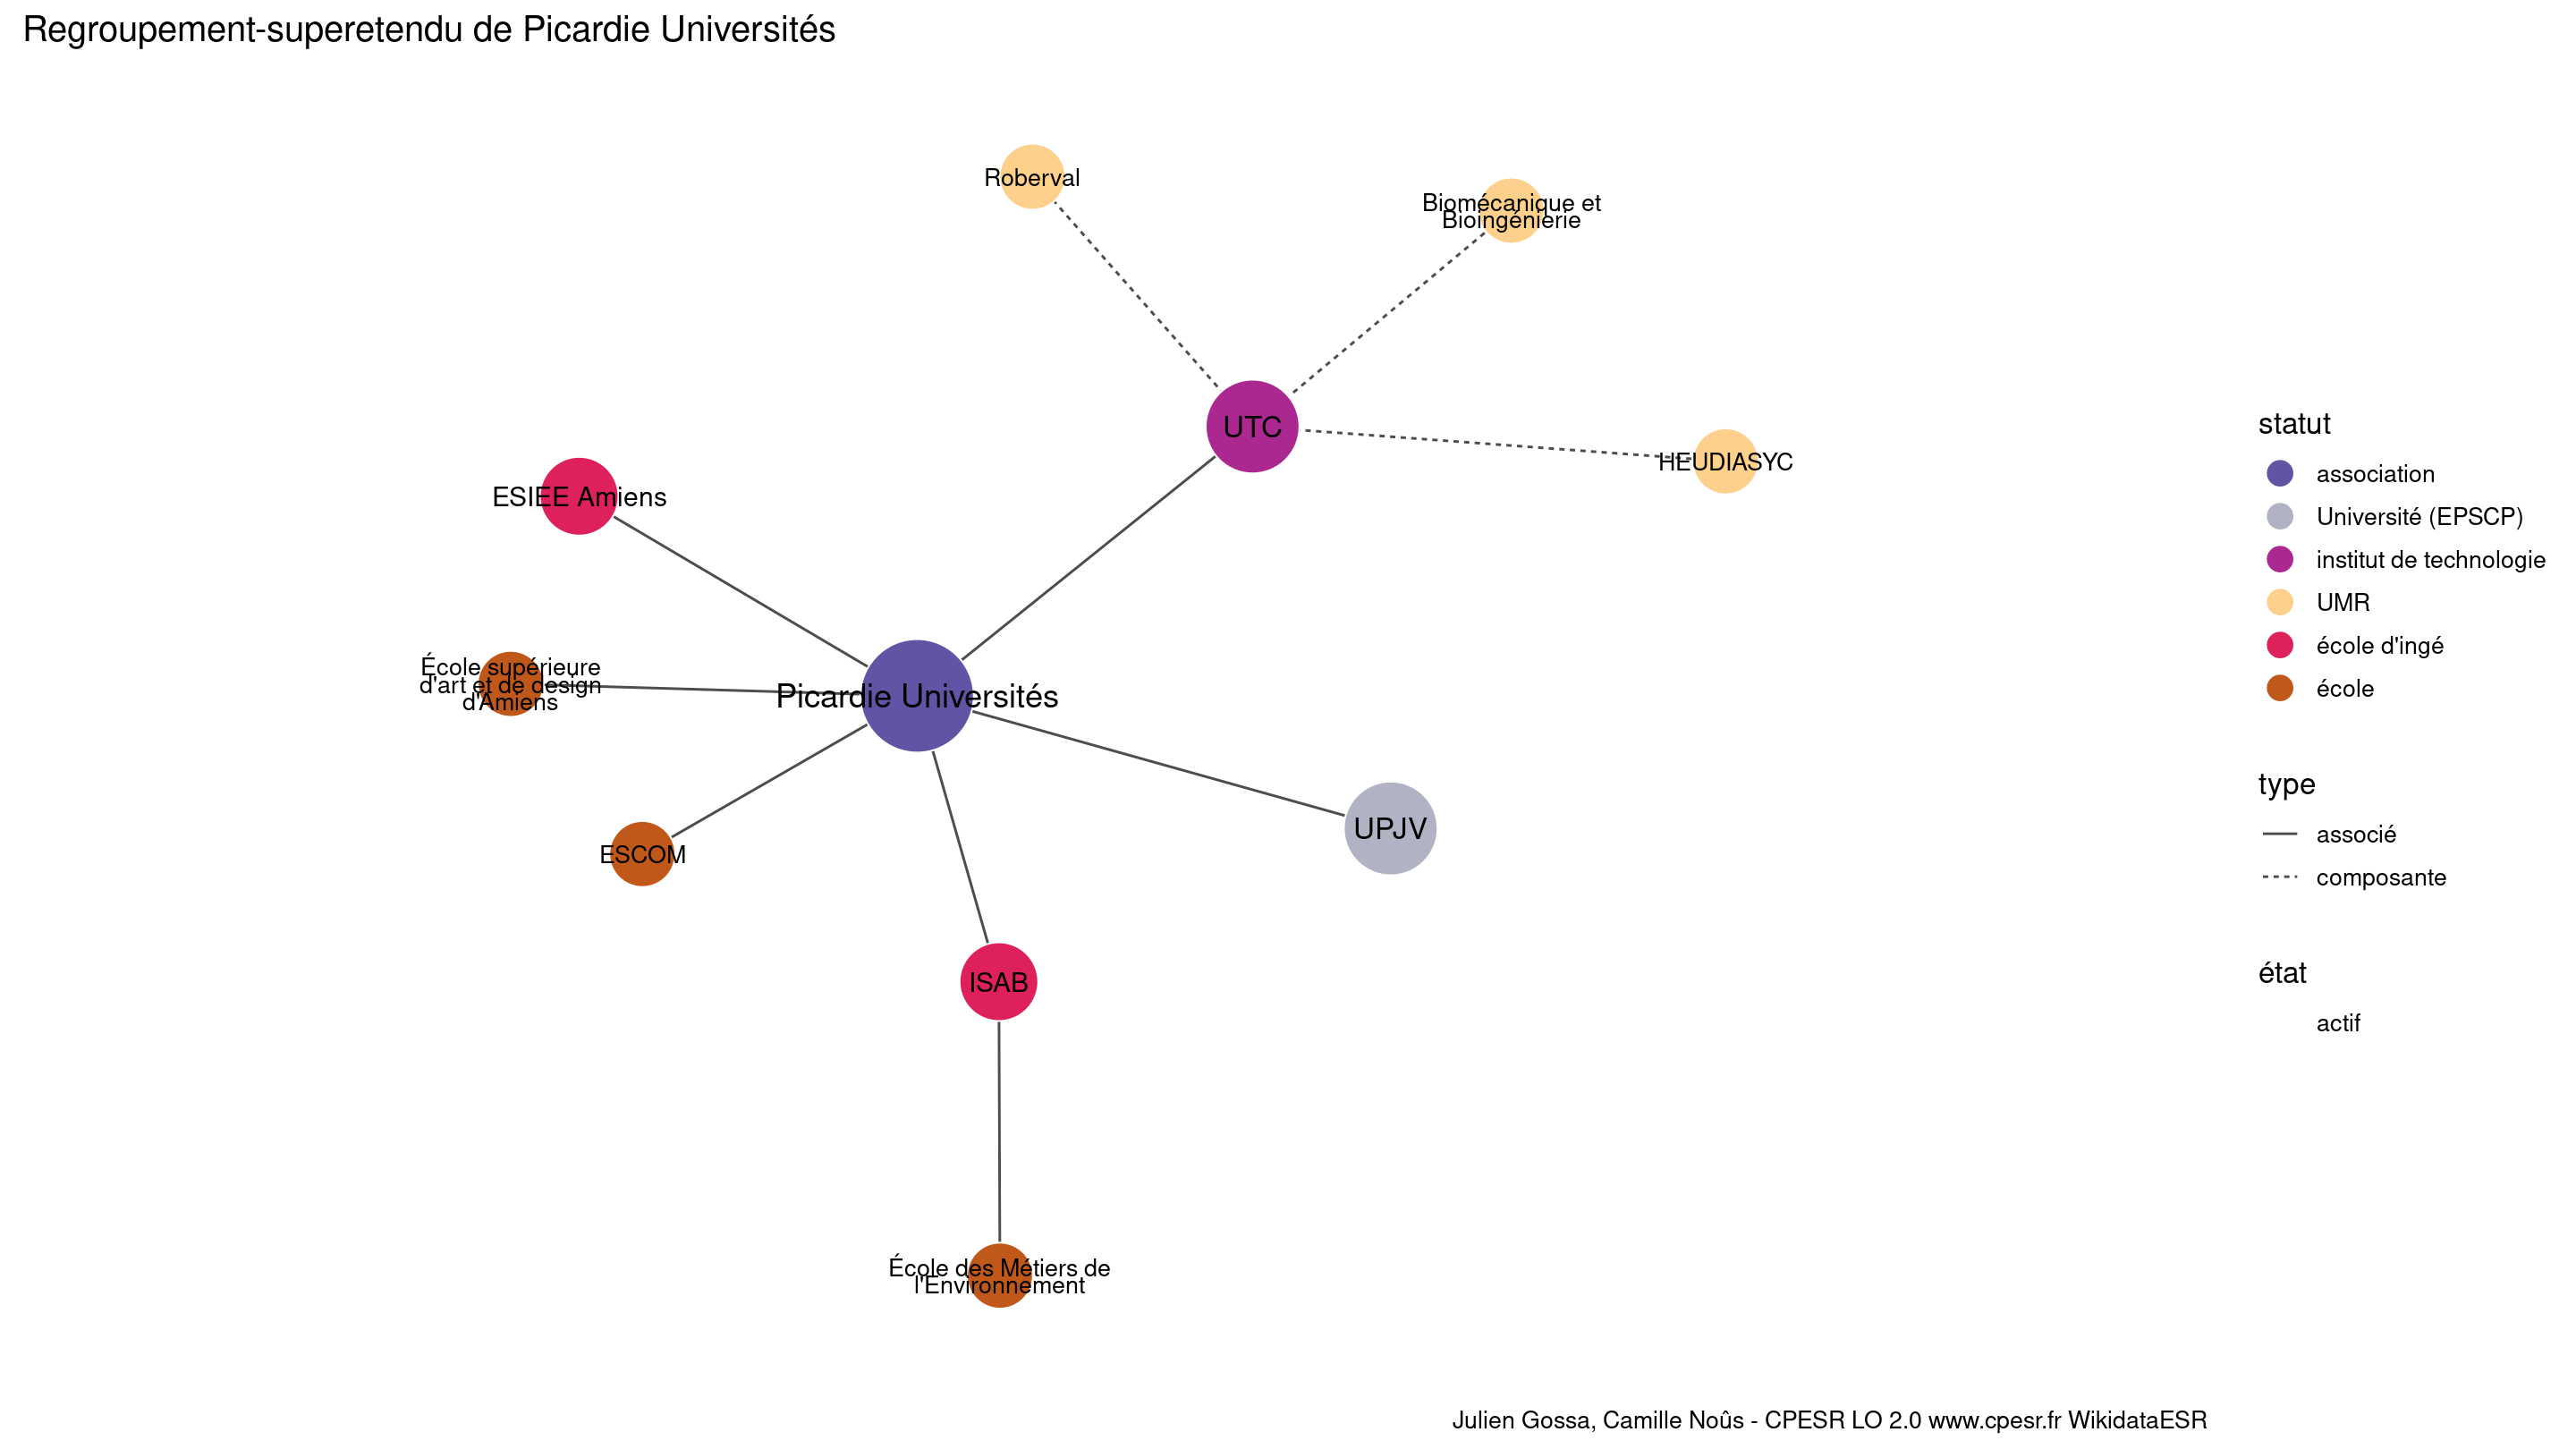 Regroupement-superetendu de Picardie Universités
Roberval
Biomécanique et
Bioingénierie
UTC
HEUDIASYC
ESIEE Amiens
École supérieure
d'art et de design
d'Amiens
Picardie Universités
UPJV
ESCOM
ISAB
École des Métiers de
l'Environnement
statut
association
Université (EPSCP)
institut de technologie
UMR
école d'ingé
école
type
associé
composante
état
actif
Julien Gossa, Camille Noûs - CPESR LO 2.0 www.cpesr.fr WikidataESR